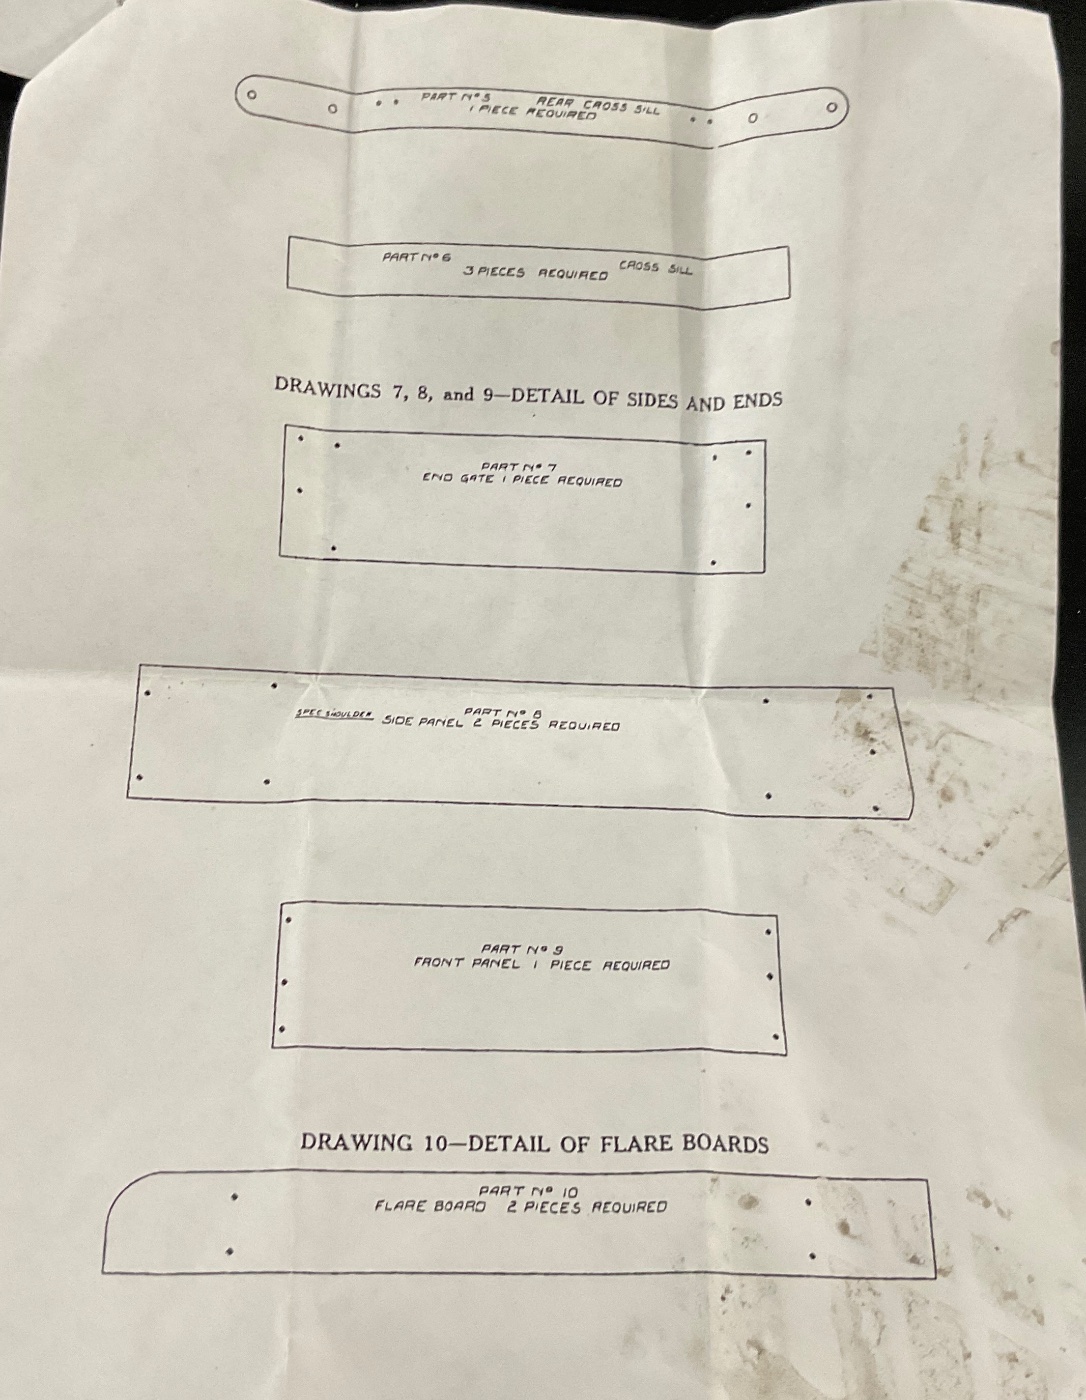 PART Nº 5 REAR CROSS SILL
1 PIECE REQUIRED
PART Nº 6 CROSS SILL
3 PIECES REQUIRED
DRAWINGS 7, 8, and 9—DETAIL OF SIDES AND ENDS
PART Nº 7
END GATE 1 PIECE REQUIRED
PART Nº 8
SIDE PANEL 2 PIECES REQUIRED
PART Nº 9
FRONT PANEL 1 PIECE REQUIRED
DRAWING 10—DETAIL OF FLARE BOARDS
PART Nº 10
FLARE BOARD 2 PIECES REQUIRED